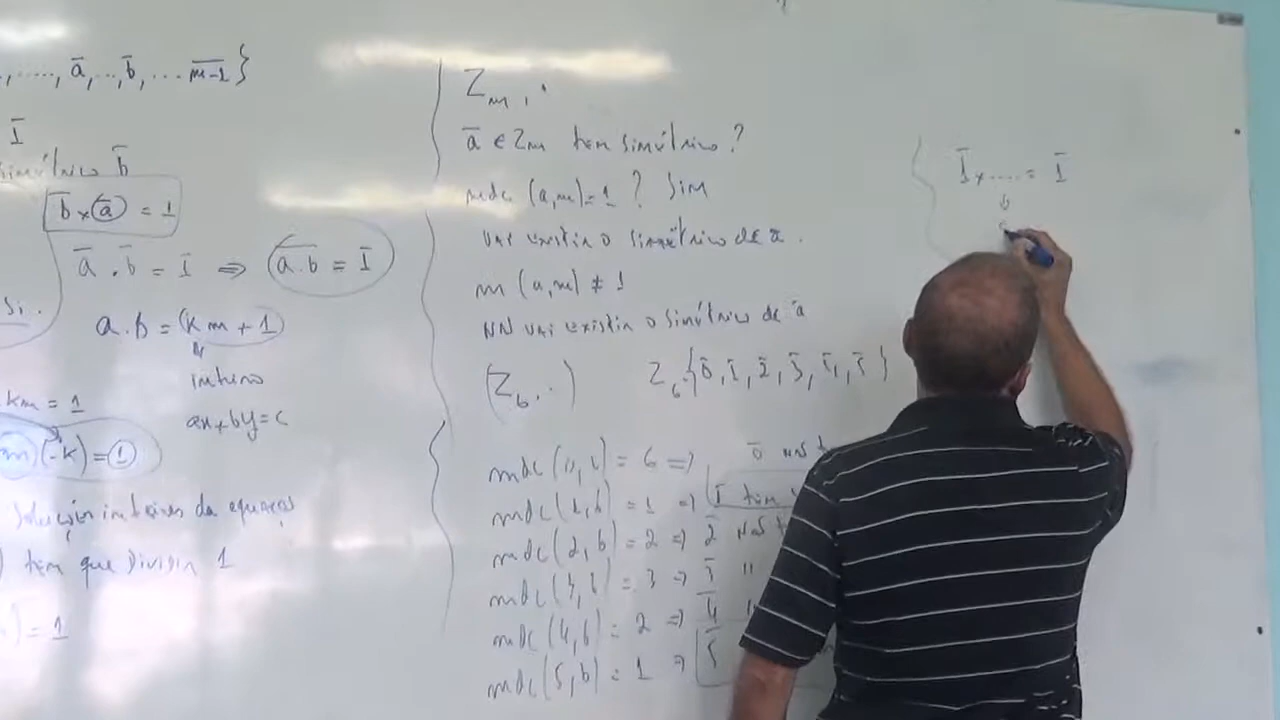 ,....., a̅,...,b̅,... m-1}
1̅
simétrico b̅
b̅ x a̅ = 1
a̅ . b̅ = 1̅ ⇒ a.b = 1̅
Si.
a.b = (km + 1)
inteiro
km = 1
ax+by=c
m (-k) = 1
soluções inteiras da equação
) tem que dividir 1
) = 1
Zm, .
a̅ ∈ Zm tem simétrico?
mdc (a,m)=1 ? Sim
vai existir o simétrico de a̅.
m (a,m) ≠ 1
não vai existir o simétrico de a̅
(Z6, .)
Z6 {0̅, 1̅, 2̅, 3̅, 4̅, 5̅}
mdc (0,6) = 6 ⇒ 0̅ não t
mdc (1,6) = 1 ⇒ 1̅ tem
mdc (2,6) = 2 ⇒ 2̅ não t
mdc (3,6) = 3 ⇒ 3̅ "
mdc (4,6) = 2 ⇒ 4̅
mdc (5,6) = 1 ⇒ 5̅
1̅ x .... = 1̅